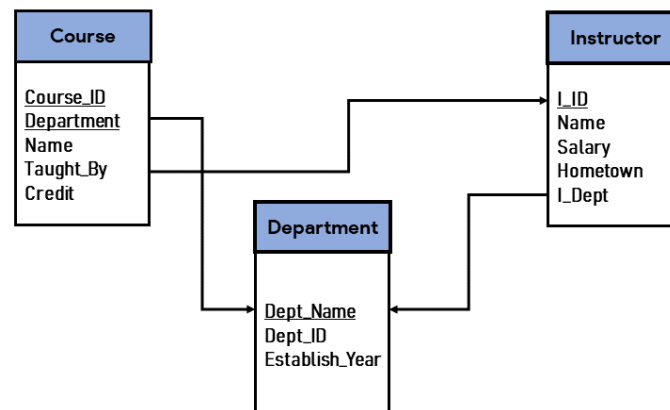 Course
Course_ID
Department
Name
Taught_By
Credit
Instructor
I_ID
Name
Salary
Hometown
I_Dept
Department
Dept_Name
Dept_ID
Establish_Year